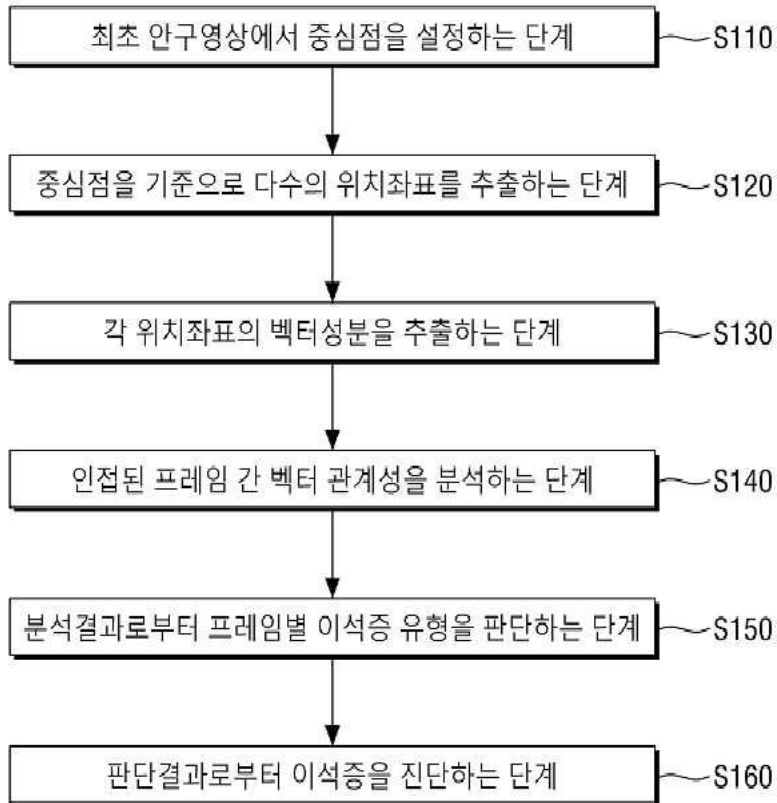 최초 안구영상에서 중심점을 설정하는 단계 S110
중심점을 기준으로 다수의 위치좌표를 추출하는 단계 S120
각 위치좌표의 벡터성분을 추출하는 단계 S130
인접된 프레임 간 벡터 관계성을 분석하는 단계 S140
분석결과로부터 프레임별 이석증 유형을 판단하는 단계 S150
판단결과로부터 이석증을 진단하는 단계 S160